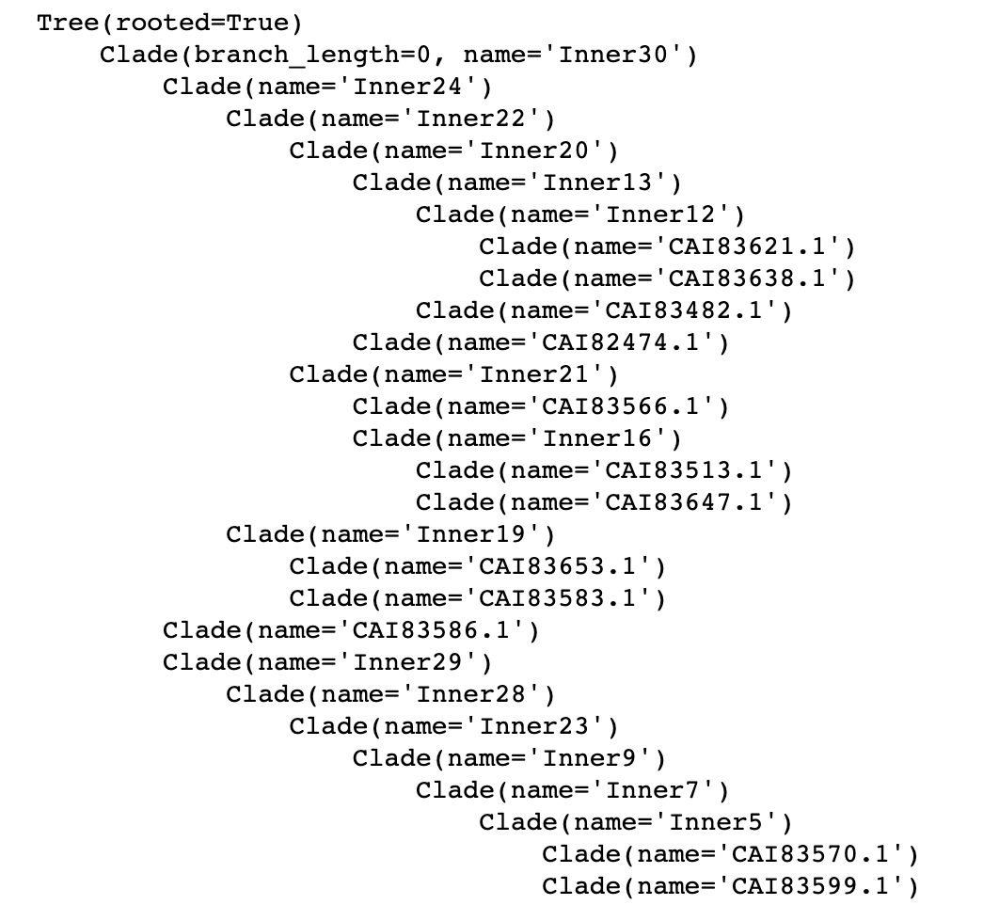 Tree(rooted=True)
    Clade(branch_length=0, name='Inner30')
        Clade(name='Inner24')
            Clade(name='Inner22')
                Clade(name='Inner20')
                    Clade(name='Inner13')
                        Clade(name='Inner12')
                            Clade(name='CAI83621.1')
                            Clade(name='CAI83638.1')
                        Clade(name='CAI83482.1')
                    Clade(name='CAI82474.1')
                Clade(name='Inner21')
                    Clade(name='CAI83566.1')
                    Clade(name='Inner16')
                        Clade(name='CAI83513.1')
                        Clade(name='CAI83647.1')
            Clade(name='Inner19')
                Clade(name='CAI83653.1')
                Clade(name='CAI83583.1')
        Clade(name='CAI83586.1')
        Clade(name='Inner29')
            Clade(name='Inner28')
                Clade(name='Inner23')
                    Clade(name='Inner9')
                        Clade(name='Inner7')
                            Clade(name='Inner5')
                                Clade(name='CAI83570.1')
                                Clade(name='CAI83599.1')